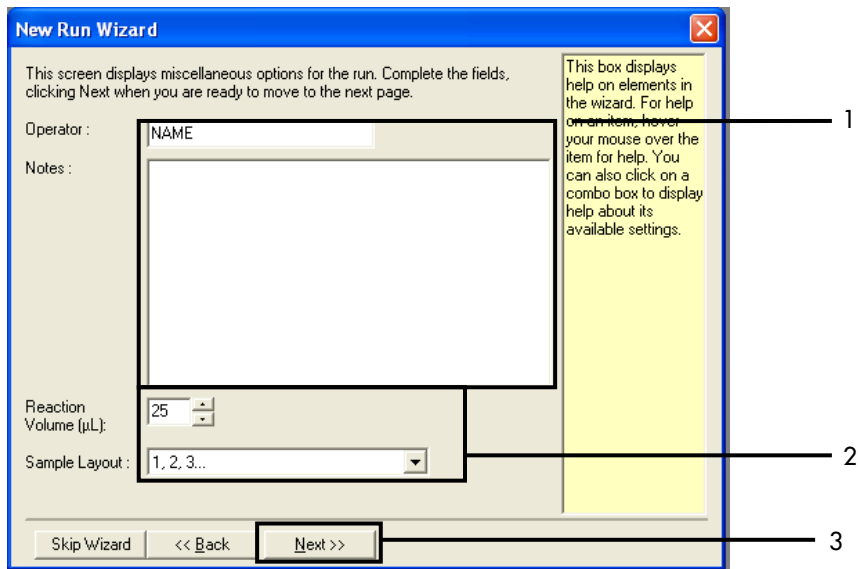 New Run Wizard
This screen displays miscellaneous options for the run. Complete the fields,
clicking Next when you are ready to move to the next page.
This box displays
help on elements in
the wizard. For help
on an item, hover
your mouse over the
item for help. You
can also click on a
combo box to display
help about its
available settings.
Operator :
NAME
1
Notes :
Reaction
Volume (µL):
25
Sample Layout :
1, 2, 3...
2
Skip Wizard
<< Back
Next >>
3